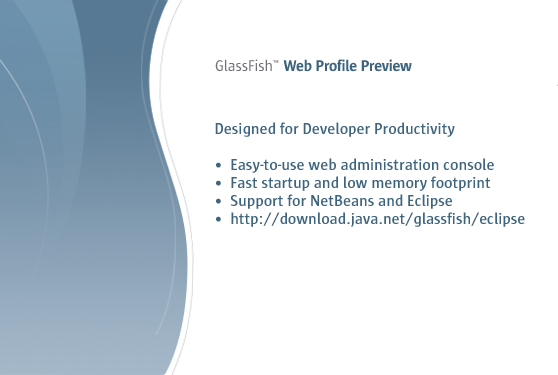 GlassFish™ Web Profile Preview
Designed for Developer Productivity
• Easy-to-use web administration console
• Fast startup and low memory footprint
• Support for NetBeans and Eclipse
• http://download.java.net/glassfish/eclipse